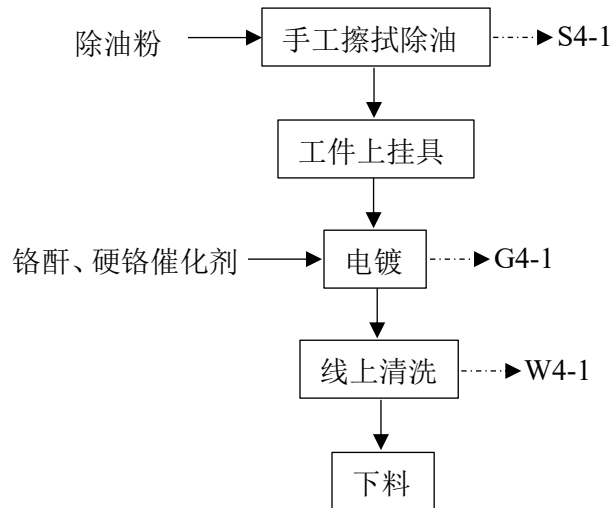 除油粉
手工擦拭除油
S4-1
工件上挂具
铬酐、硬铬催化剂
电镀
G4-1
线上清洗
W4-1
下料